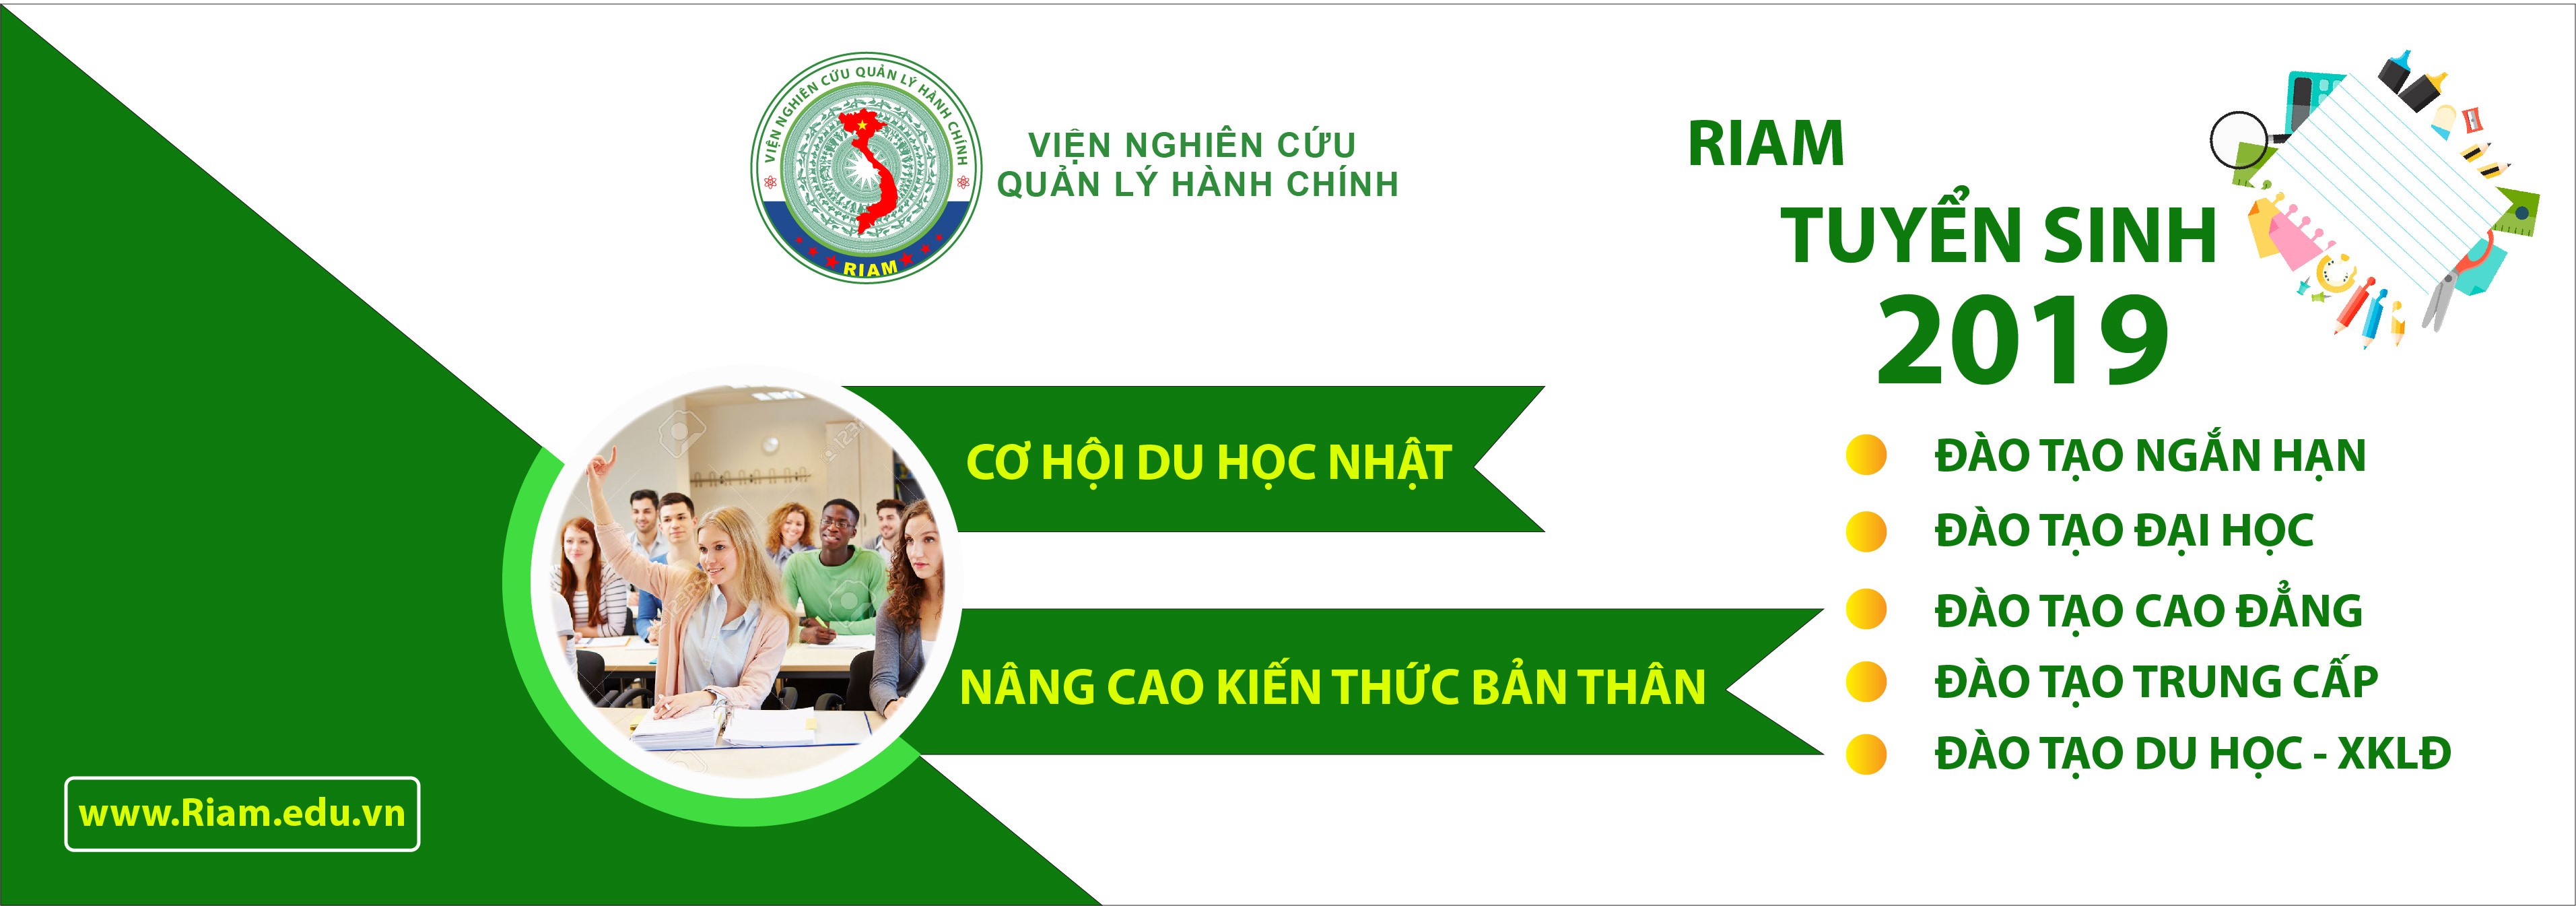 VIỆN NGHIÊN CỨU QUẢN LÝ HÀNH CHÍNH
RIAM
VIỆN NGHIÊN CỨU
QUẢN LÝ HÀNH CHÍNH
RIAM
TUYỂN SINH
2019
CƠ HỘI DU HỌC NHẬT
NÂNG CAO KIẾN THỨC BẢN THÂN
ĐÀO TẠO NGẮN HẠN
ĐÀO TẠO ĐẠI HỌC
ĐÀO TẠO CAO ĐẲNG
ĐÀO TẠO TRUNG CẤP
ĐÀO TẠO DU HỌC - XKLĐ
www.Riam.edu.vn